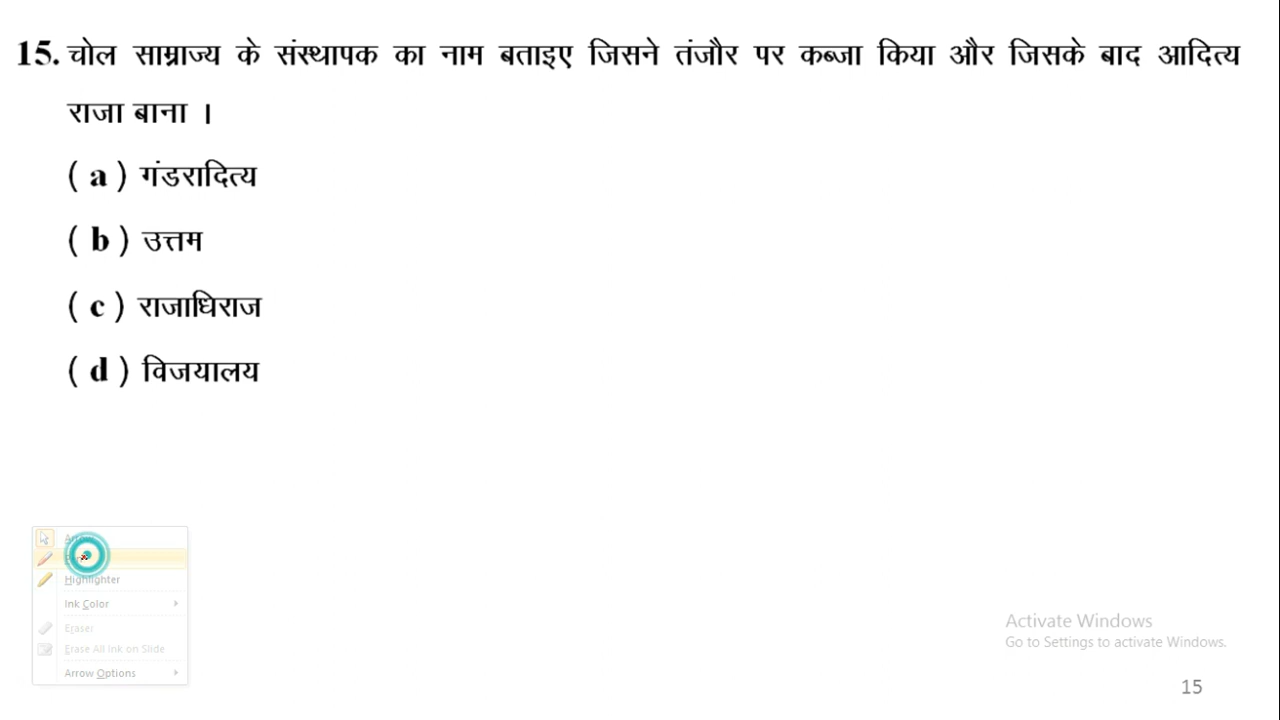 15. चोल साम्राज्य के संस्थापक का नाम बताइए जिसने तंजौर पर कब्जा किया और जिसके बाद आदित्य
राजा बाना ।
( a ) गंडरादित्य
( b ) उत्तम
( c ) राजाधिराज
( d ) विजयालय
Highlighter
Ink Color
Eraser
Erase All Ink on Slide
Arrow Options
Activate Windows
Go to Settings to activate Windows.
15